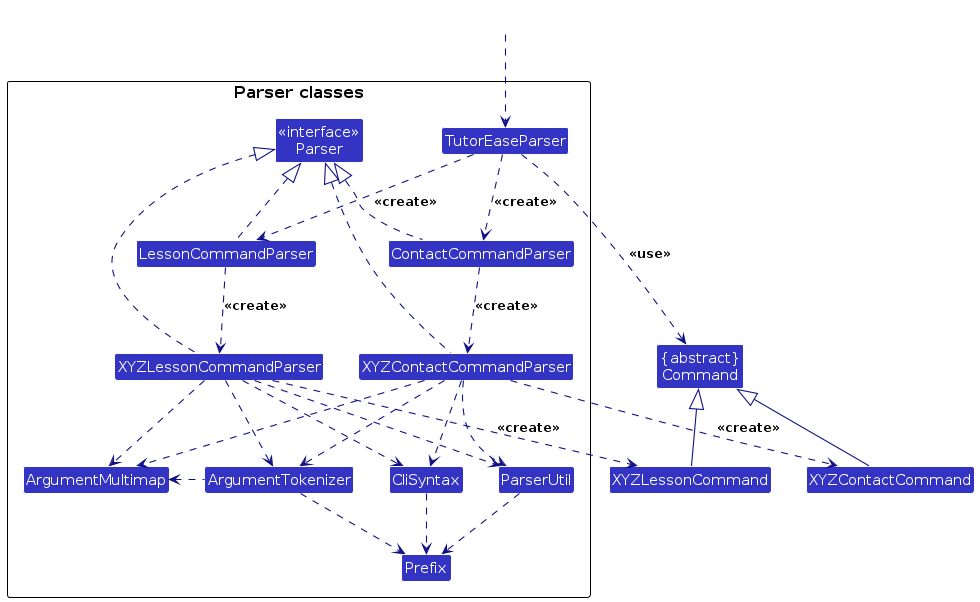 Parser classes
«interface»
Parser
TutorEaseParser
«create»
«create»
LessonCommandParser
ContactCommandParser
«use»
«create»
«create»
XYZLessonCommandParser
XYZContactCommandParser
{abstract}
Command
«create»
«create»
ArgumentMultimap
ArgumentTokenizer
CliSyntax
ParserUtil
XYZLessonCommand
XYZContactCommand
Prefix